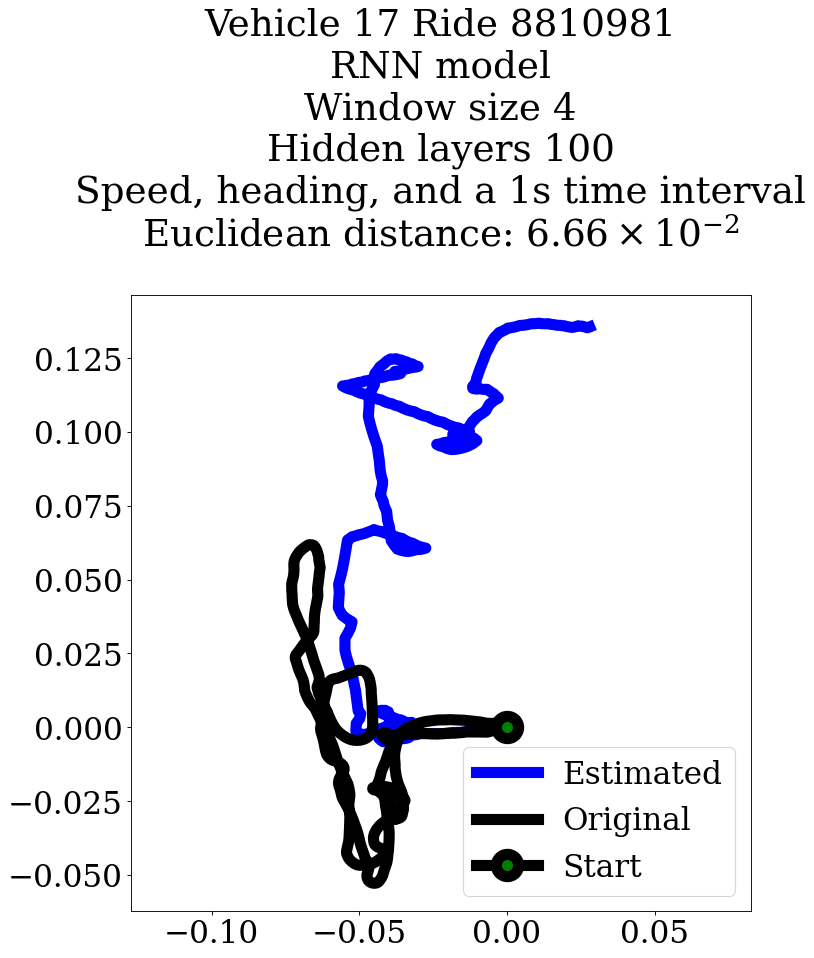 Vehicle 17 Ride 8810981
RNN model
Window size 4
Hidden layers 100
Speed, heading, and a 1s time interval
Euclidean distance: 6.66 × 10⁻²
0.125
0.100
0.075
0.050
0.025
0.000
−0.025
−0.050
Estimated
Original
Start
−0.10
−0.05
0.00
0.05